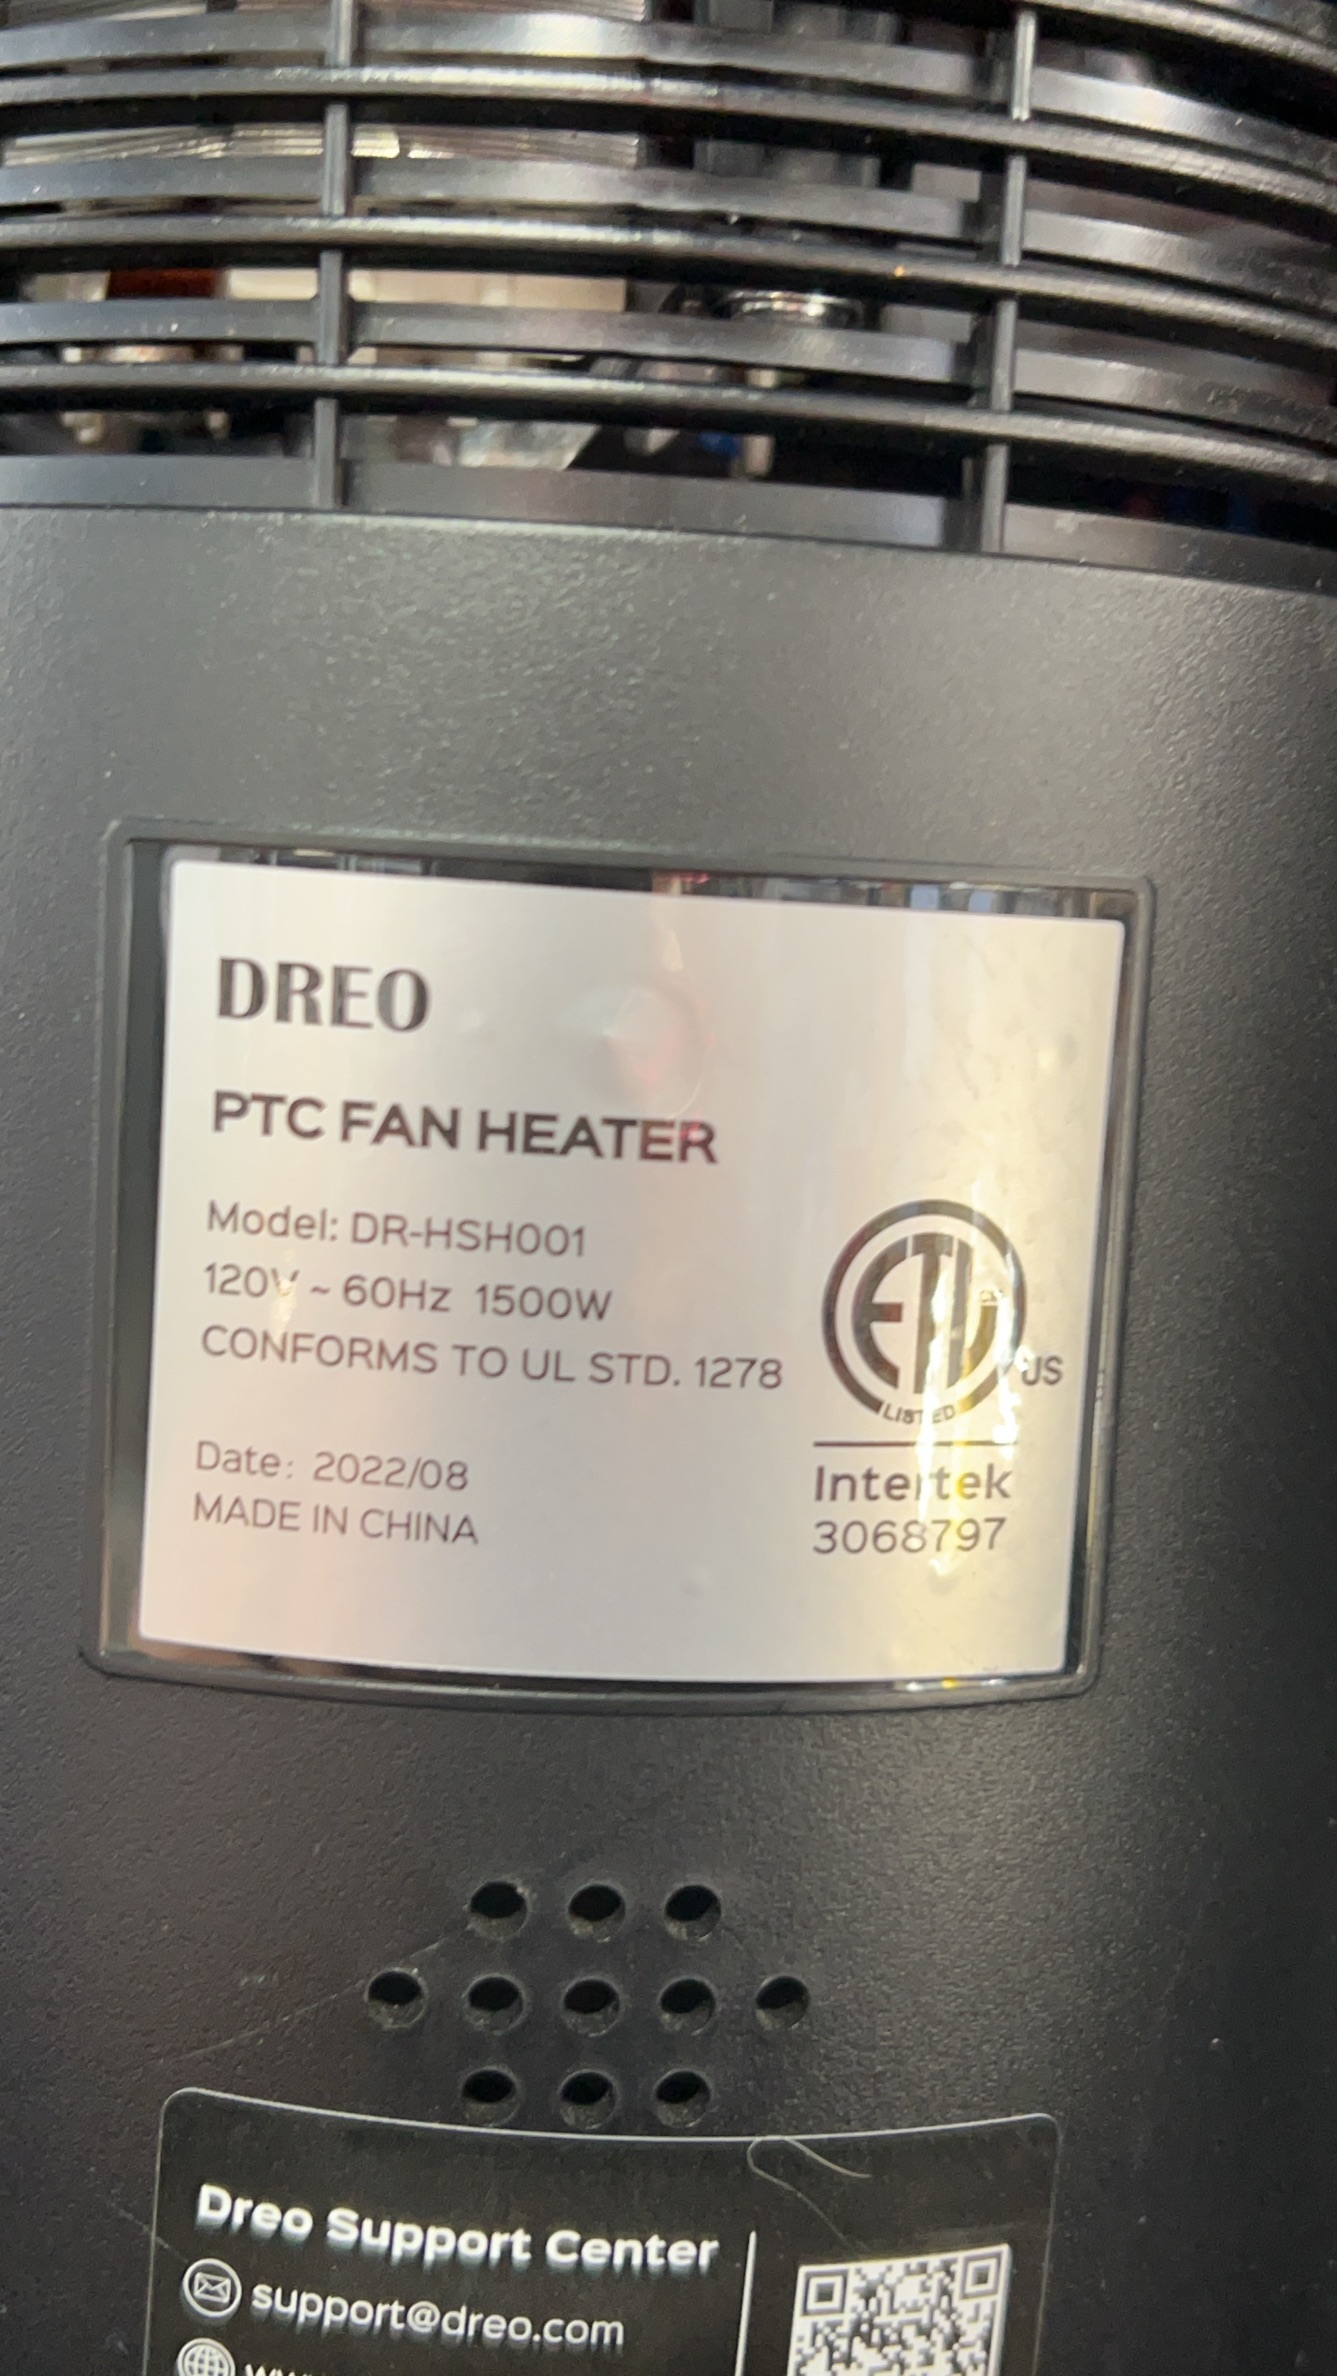 DREO
PTC FAN HEATER
Model: DR-HSH001
120V ~ 60Hz 1500W
CONFORMS TO UL STD. 1278
Date: 2022/08
MADE IN CHINA
ETL
LISTED
US
Intertek
3068797
Dreo Support Center
support@dreo.com